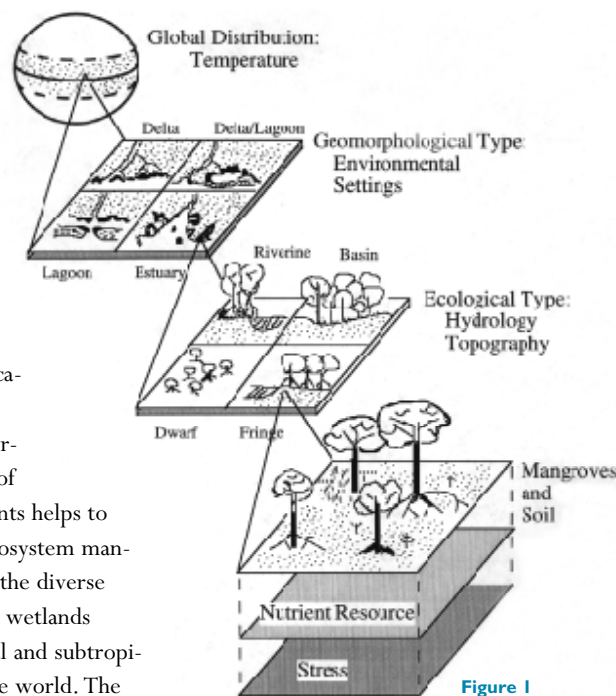 Global Distribution:
Temperature
Delta
Delta/Lagoon
Geomorphological Type:
Environmental
Settings
Lagoon
Estuary
Riverine
Basin
Ecological Type:
Hydrology
Topography
Dwarf
Fringe
Mangroves
and
Soil
Nutrient Resource
Stress
ca-
r-
of
nts helps to
osystem man-
the diverse
wetlands
l and subtropi-
e world. The
Figure 1